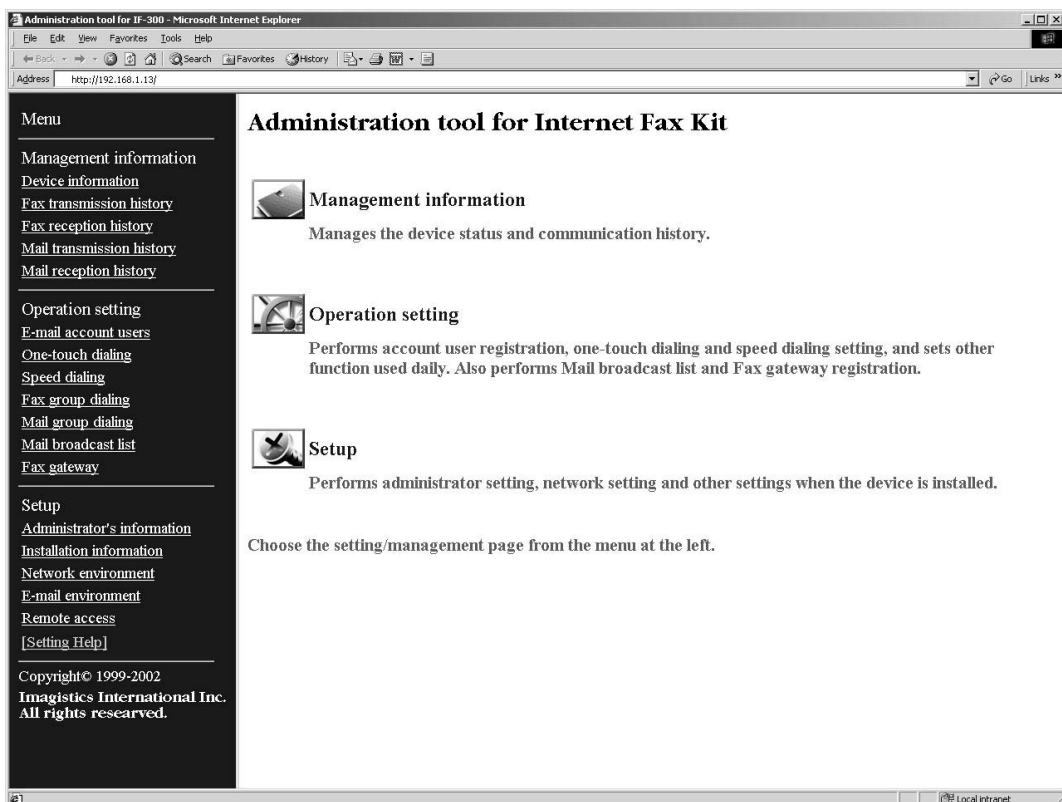 Administration tool for IF-300 - Microsoft Internet Explorer
File Edit View Favorites Tools Help
Back Search Favorites History
Address http://192.168.1.13/ Go Links »
Menu
Management information
Device information
Fax transmission history
Fax reception history
Mail transmission history
Mail reception history
Operation setting
E-mail account users
One-touch dialing
Speed dialing
Fax group dialing
Mail group dialing
Mail broadcast list
Fax gateway
Setup
Administrator's information
Installation information
Network environment
E-mail environment
Remote access
[Setting Help]
Copyright© 1999-2002
Imagistics International Inc.
All rights researved.
Administration tool for Internet Fax Kit
Management information
Manages the device status and communication history.
Operation setting
Performs account user registration, one-touch dialing and speed dialing setting, and sets other
function used daily. Also performs Mail broadcast list and Fax gateway registration.
Setup
Performs administrator setting, network setting and other settings when the device is installed.
Choose the setting/management page from the menu at the left.
Local intranet